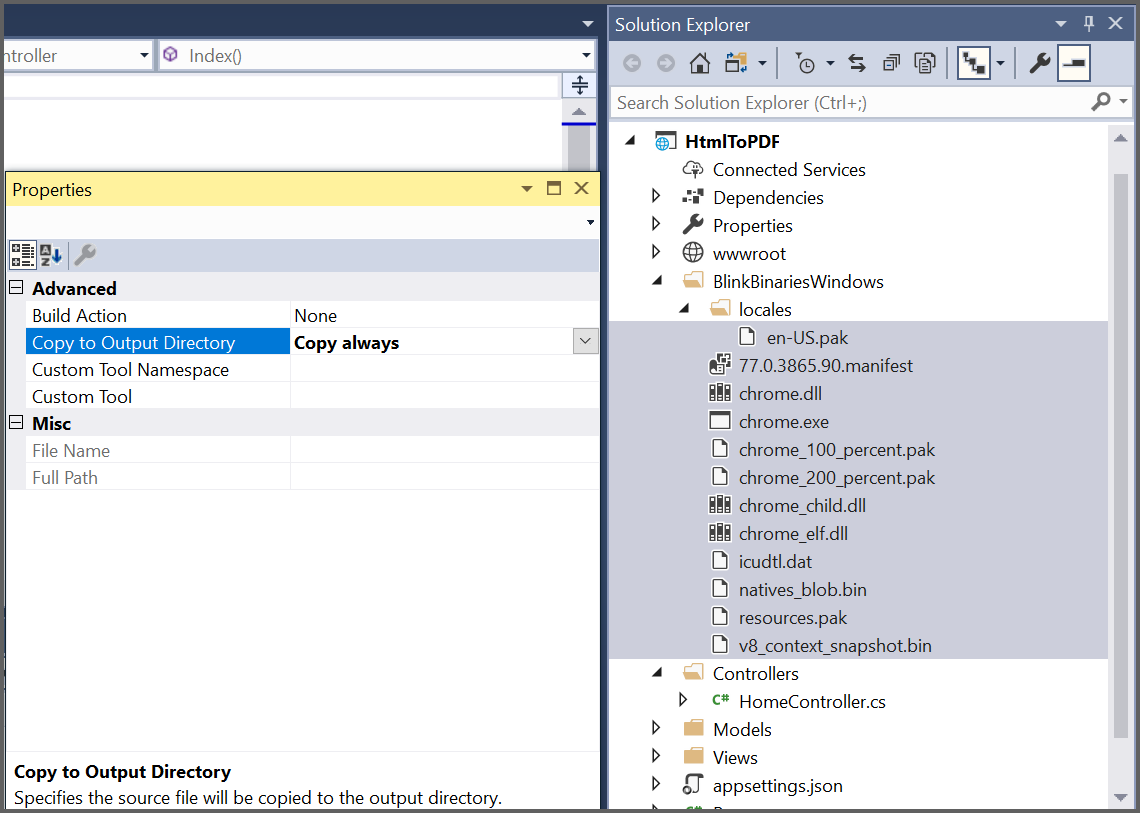 ntroller
Index()
Properties
Advanced
Build Action None
Copy to Output Directory Copy always
Custom Tool Namespace
Custom Tool
Misc
File Name
Full Path
Copy to Output Directory
Specifies the source file will be copied to the output directory.
Solution Explorer
Search Solution Explorer (Ctrl+;)
HtmlToPDF
Connected Services
Dependencies
Properties
wwwroot
BlinkBinariesWindows
locales
en-US.pak
77.0.3865.90.manifest
chrome.dll
chrome.exe
chrome_100_percent.pak
chrome_200_percent.pak
chrome_child.dll
chrome_elf.dll
icudtl.dat
natives_blob.bin
resources.pak
v8_context_snapshot.bin
Controllers
C# HomeController.cs
Models
Views
appsettings.json